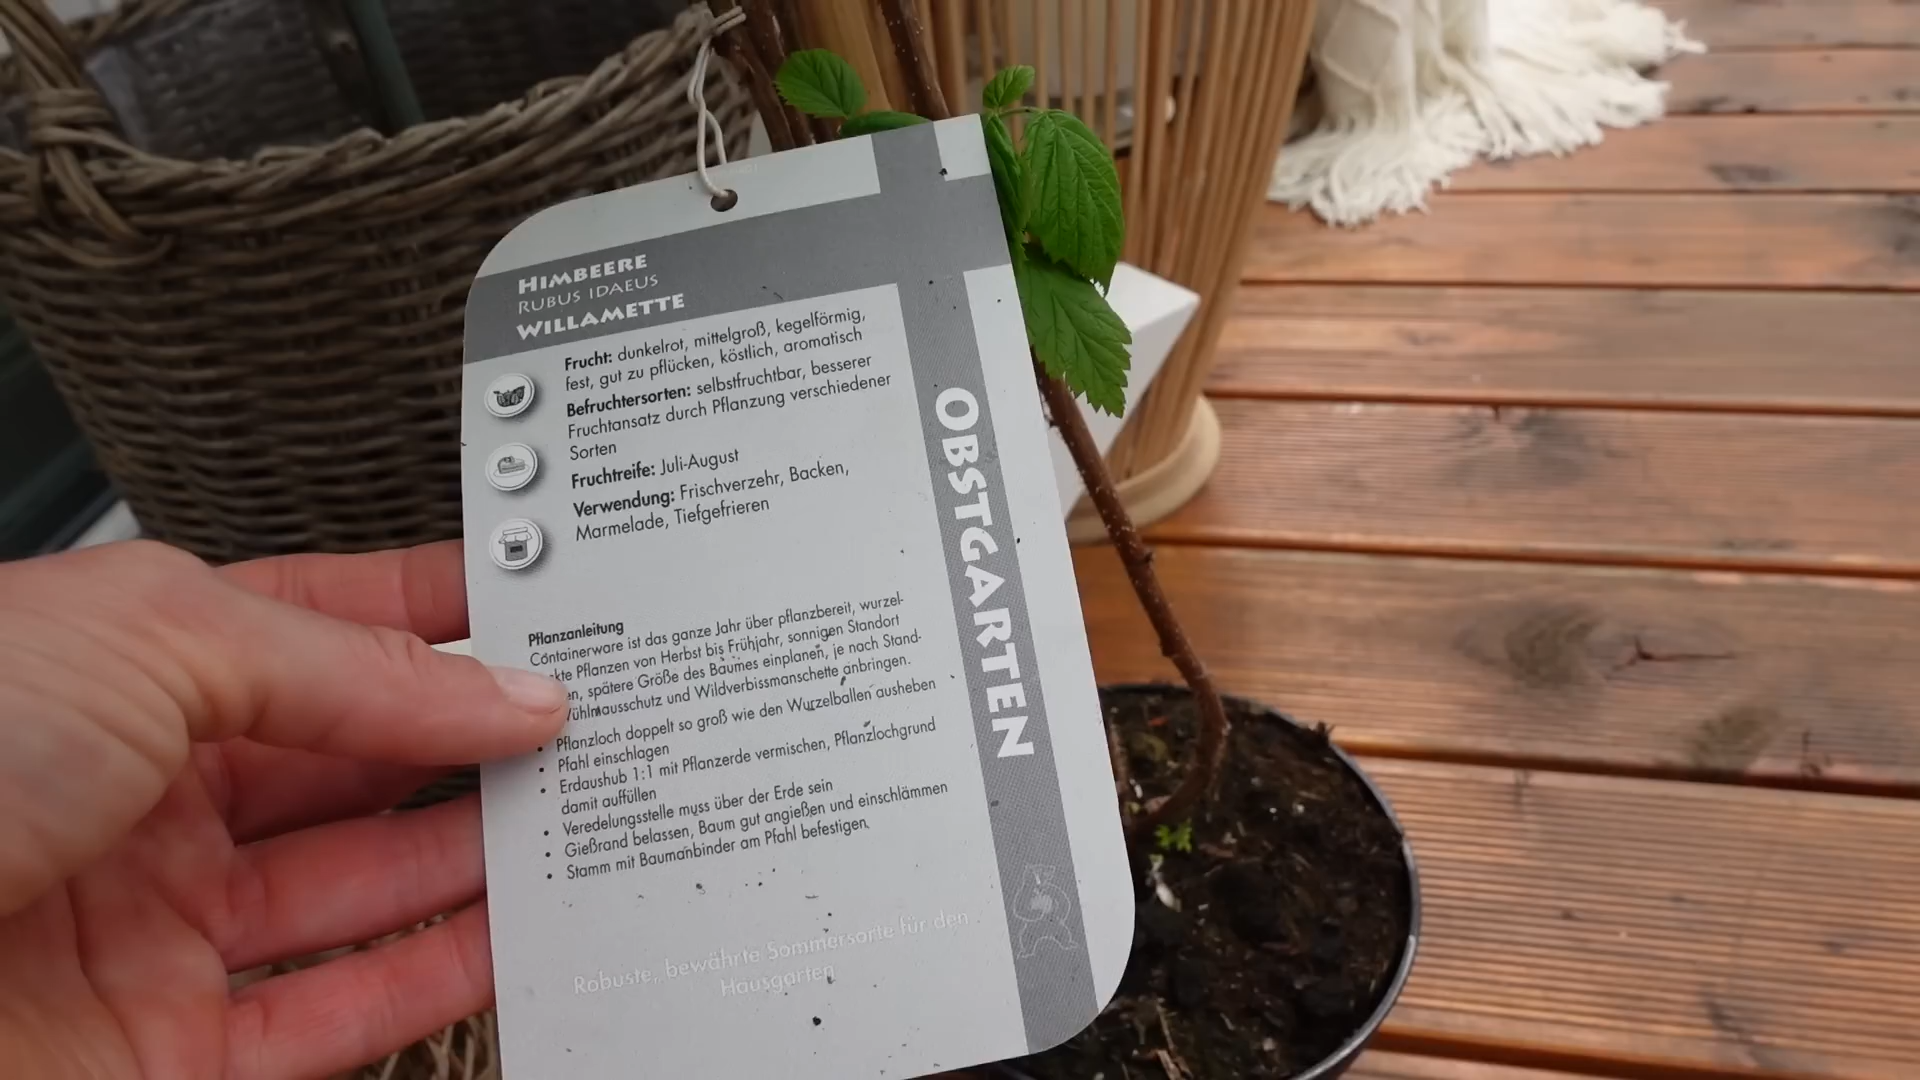 HIMBEERE
RUBUS IDAEUS
WILLAMETTE
Frucht: dunkelrot, mittelgroß, kegelförmig,
fest, gut zu pflücken, köstlich, aromatisch
Befruchtersorten: selbstfruchtbar, besserer
Fruchtansatz durch Pflanzung verschiedener
Sorten
Fruchtreife: Juli-August
Verwendung: Frischverzehr, Backen,
Marmelade, Tiefgefrieren
Pflanzanleitung
Containerware ist das ganze Jahr über pflanzbereit, wurzel-
kte Pflanzen von Herbst bis Frühjahr, sonnigen Standort
en, spätere Größe des Baumes einplanen, je nach Stand-
ühlmausschutz und Wildverbissmanschette anbringen.
• Pflanzloch doppelt so groß wie den Wurzelballen ausheben
• Pfahl einschlagen
• Erdaushub 1:1 mit Pflanzerde vermischen, Pflanzlochgrund
damit auffüllen
• Veredelungsstelle muss über der Erde sein
• Gießrand belassen, Baum gut angießen und einschlämmen
• Stamm mit Baumanbinder am Pfahl befestigen.
Robuste, bewährte Sommersorte für den
Hausgarten
OBSTGARTEN